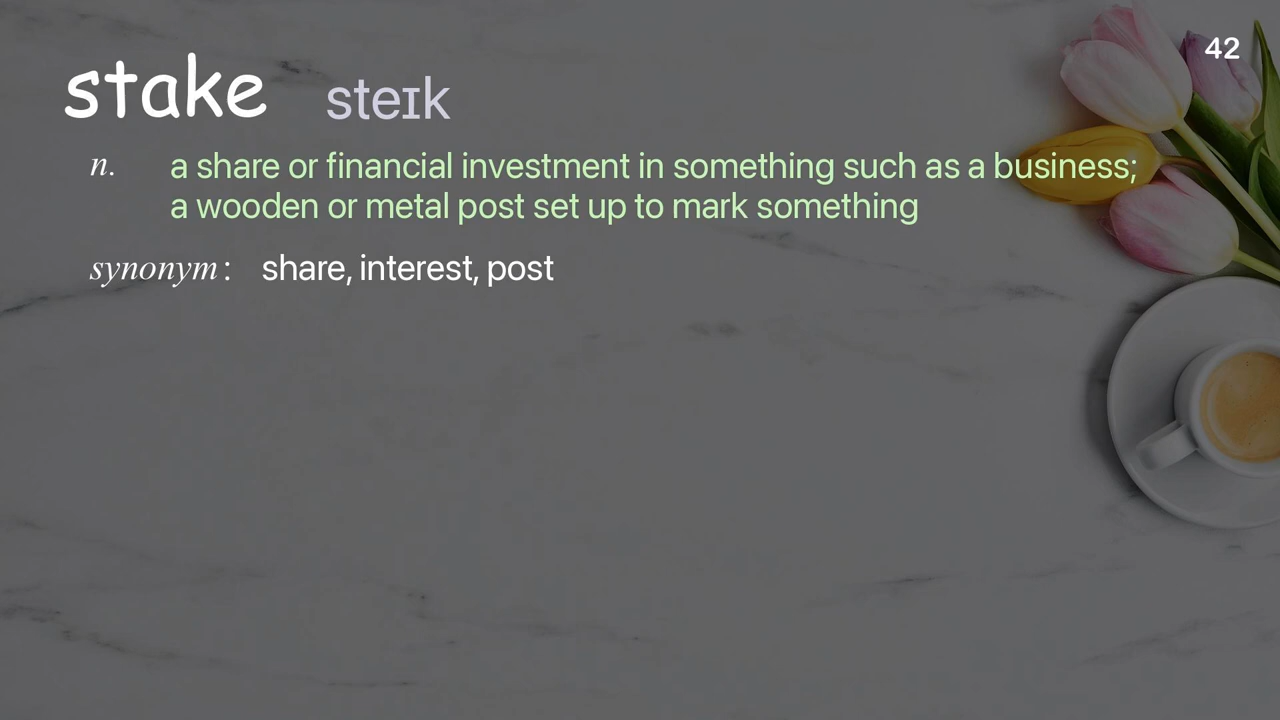 42
stake steɪk
n. a share or financial investment in something such as a business;
a wooden or metal post set up to mark something
synonym: share, interest, post